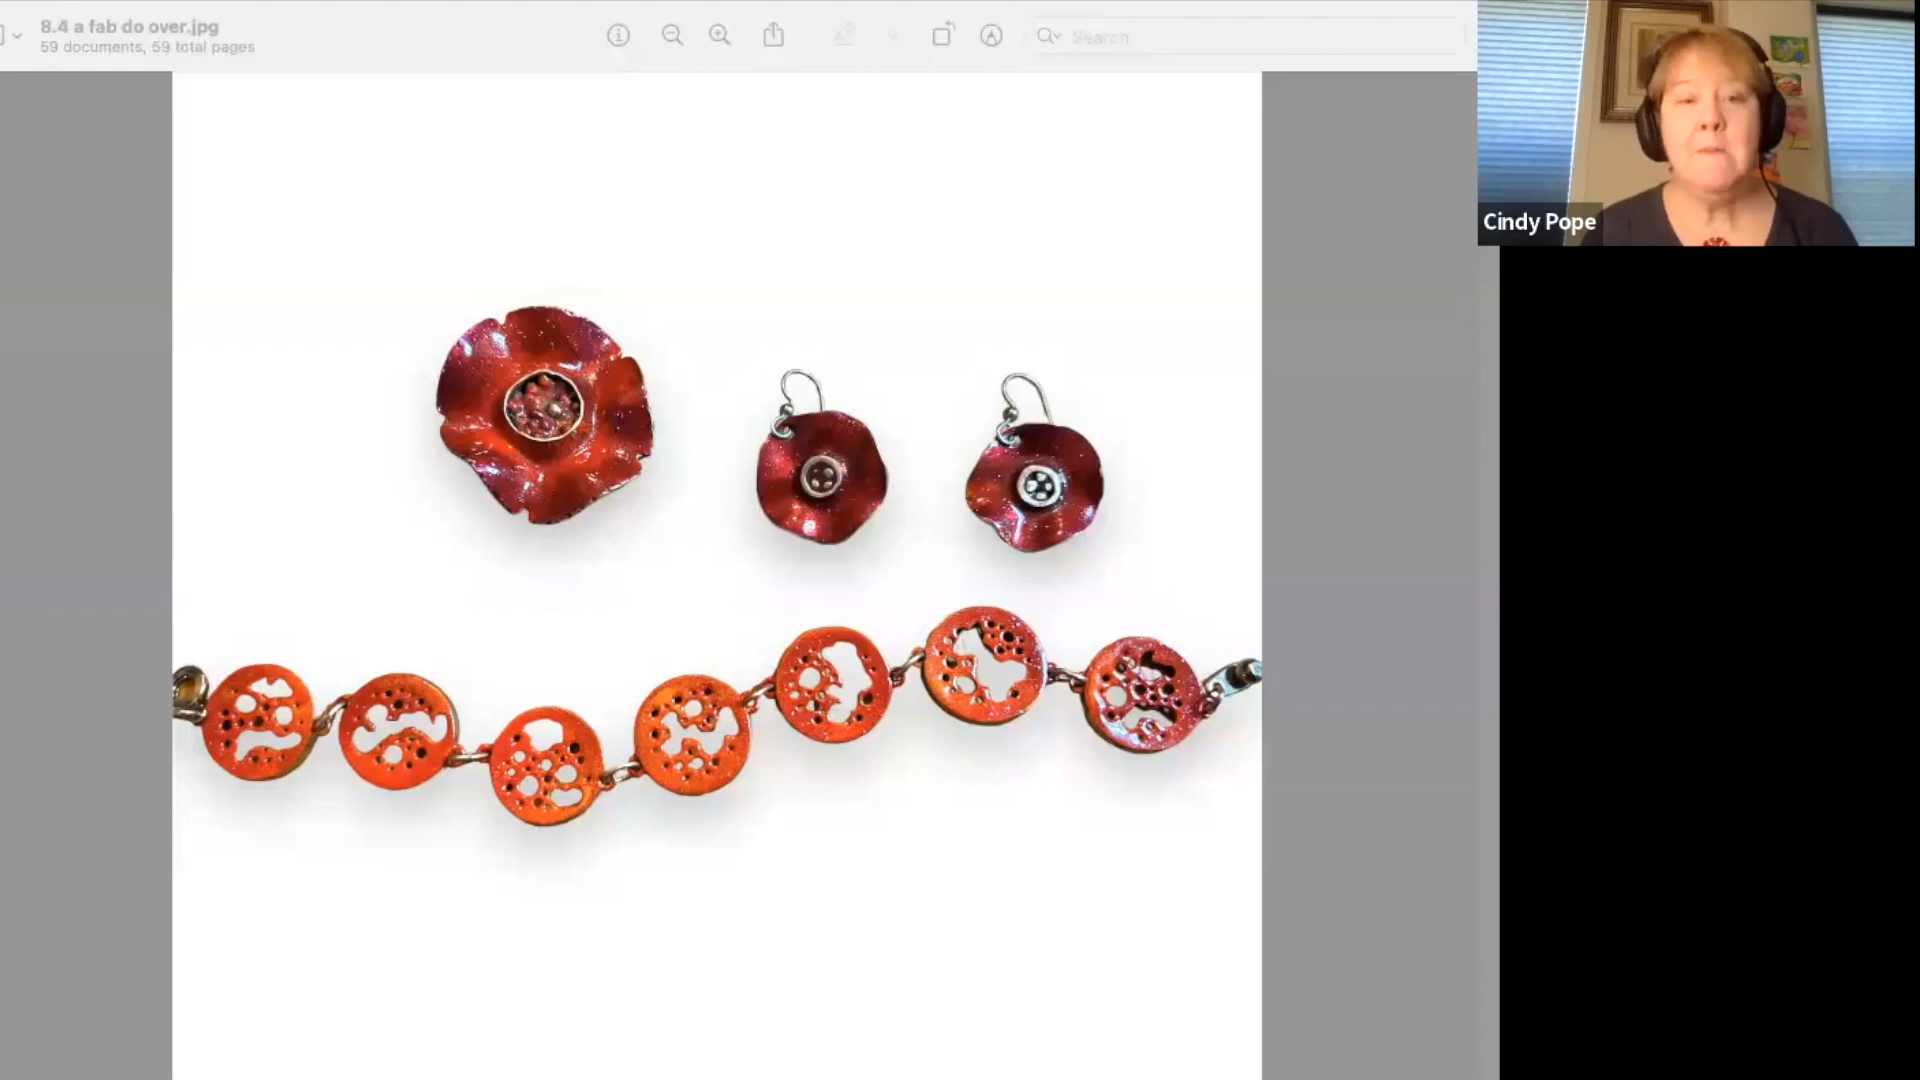 8.4 a fab do over.jpg
59 documents, 59 total pages
Search
Cindy Pope